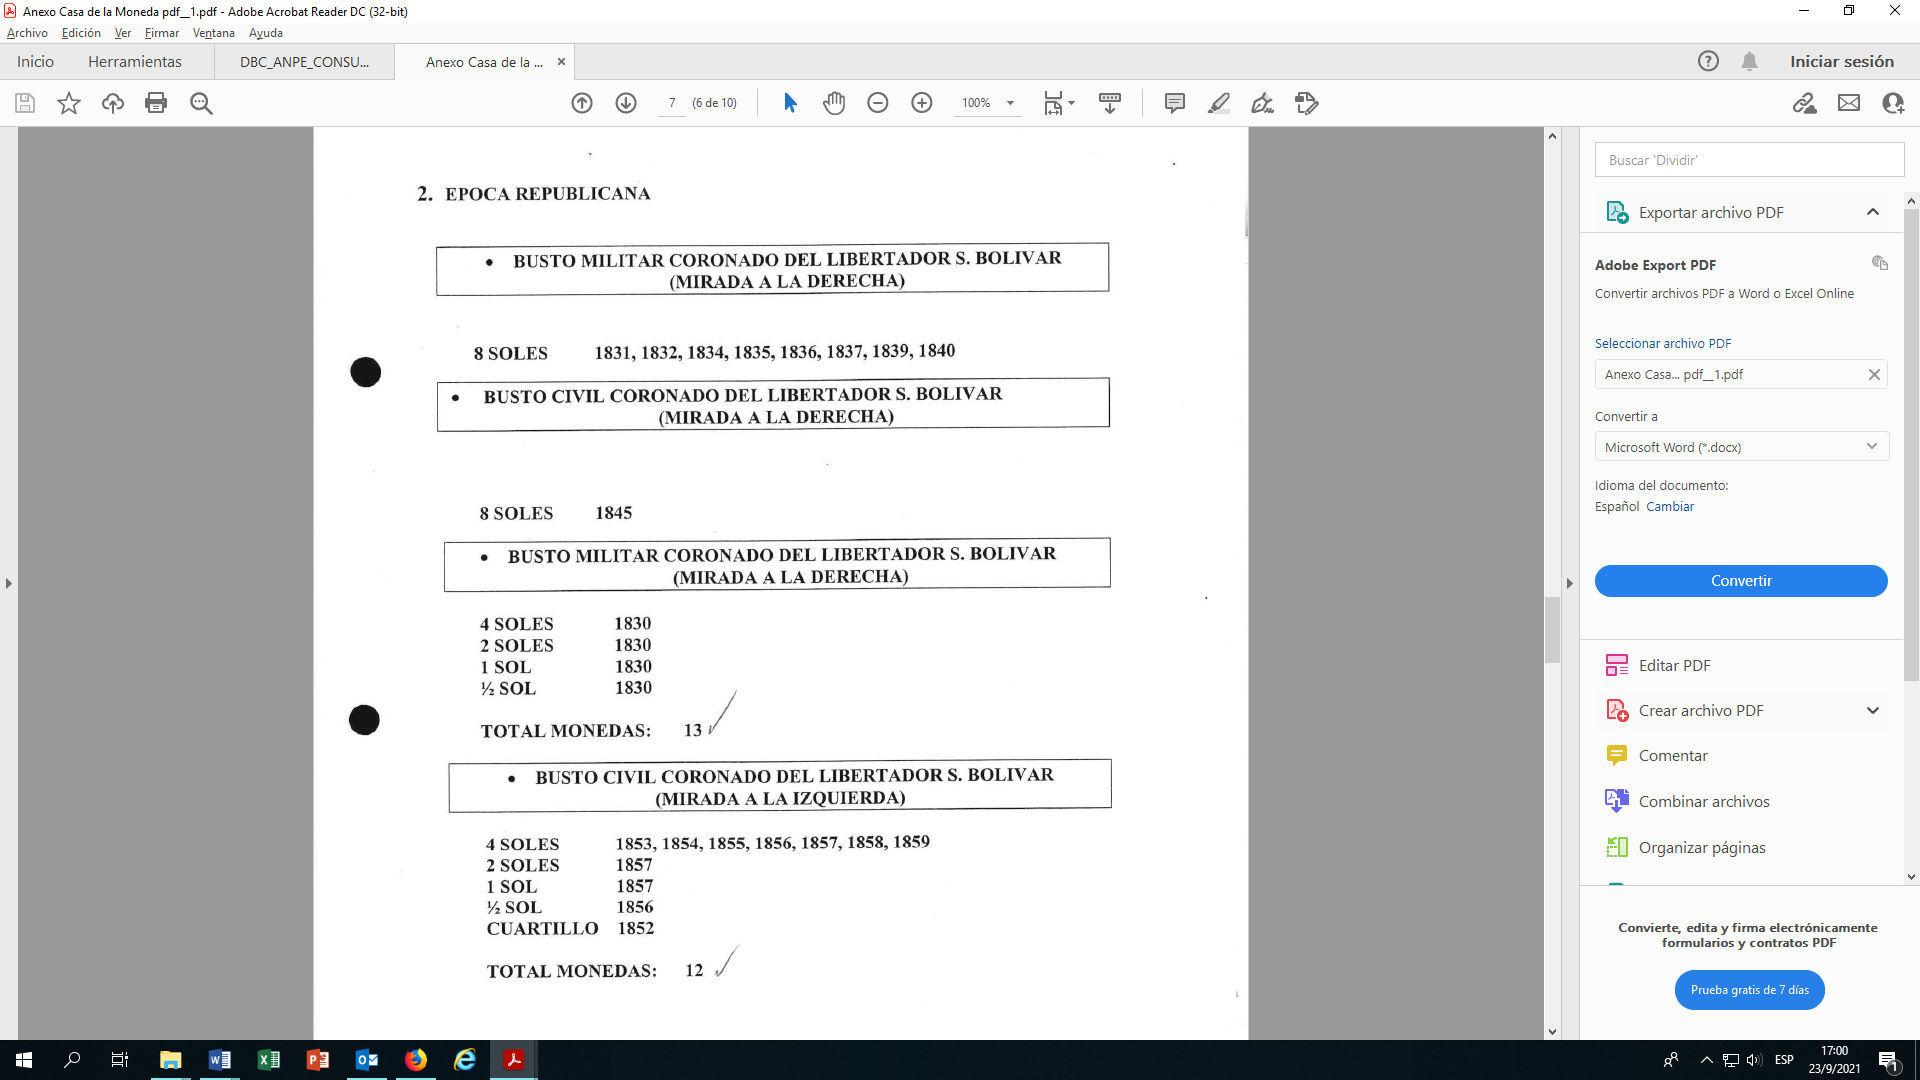 Anexo Casa de la Moneda pdf__1.pdf - Adobe Acrobat Reader DC (32-bit)
Archivo Edición Ver Firmar Ventana Ayuda
Inicio Herramientas DBC_ANPE_CONSU... Anexo Casa de la ... Iniciar sesión
7 (6 de 10) 100%
2. EPOCA REPUBLICANA
• BUSTO MILITAR CORONADO DEL LIBERTADOR S. BOLIVAR
(MIRADA A LA DERECHA)
8 SOLES 1831, 1832, 1834, 1835, 1836, 1837, 1839, 1840
• BUSTO CIVIL CORONADO DEL LIBERTADOR S. BOLIVAR
(MIRADA A LA DERECHA)
8 SOLES 1845
• BUSTO MILITAR CORONADO DEL LIBERTADOR S. BOLIVAR
(MIRADA A LA DERECHA)
4 SOLES 1830
2 SOLES 1830
1 SOL 1830
½ SOL 1830
TOTAL MONEDAS: 13
• BUSTO CIVIL CORONADO DEL LIBERTADOR S. BOLIVAR
(MIRADA A LA IZQUIERDA)
4 SOLES 1853, 1854, 1855, 1856, 1857, 1858, 1859
2 SOLES 1857
1 SOL 1857
½ SOL 1856
CUARTILLO 1852
TOTAL MONEDAS: 12
Buscar 'Dividir'
Exportar archivo PDF
Adobe Export PDF
Convertir archivos PDF a Word o Excel Online
Seleccionar archivo PDF
Anexo Casa... pdf__1.pdf
Convertir a
Microsoft Word (*.docx)
Idioma del documento:
Español Cambiar
Convertir
Editar PDF
Crear archivo PDF
Comentar
Combinar archivos
Organizar páginas
Convierte, edita y firma electrónicamente
formularios y contratos PDF
Prueba gratis de 7 días
ESP
17:00
23/9/2021
1